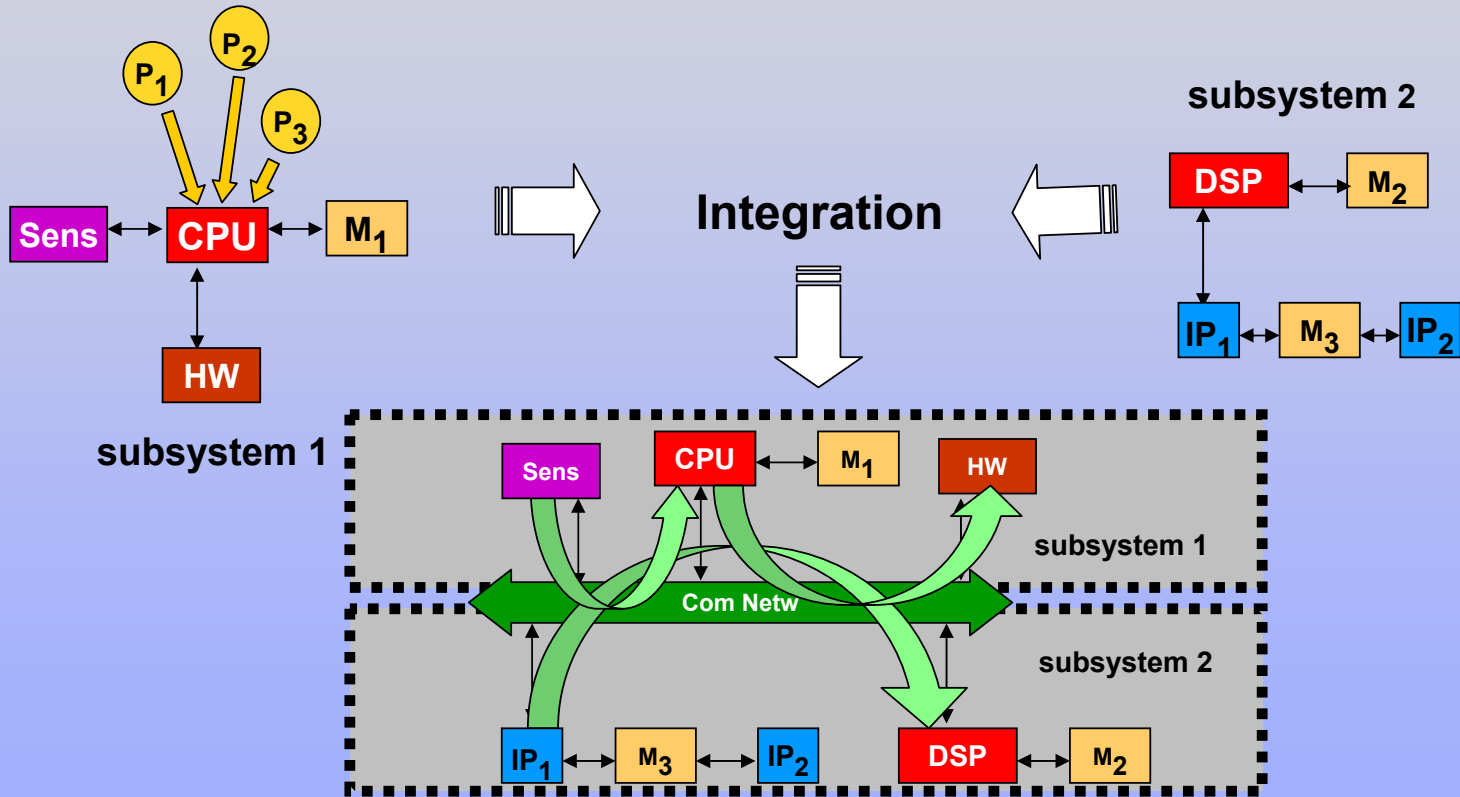 P1
P2
P3
Sens
CPU
M1
HW
subsystem 1
Integration
subsystem 2
DSP
M2
IP1
M3
IP2
Sens
CPU
M1
HW
subsystem 1
Com Netw
subsystem 2
IP1
M3
IP2
DSP
M2